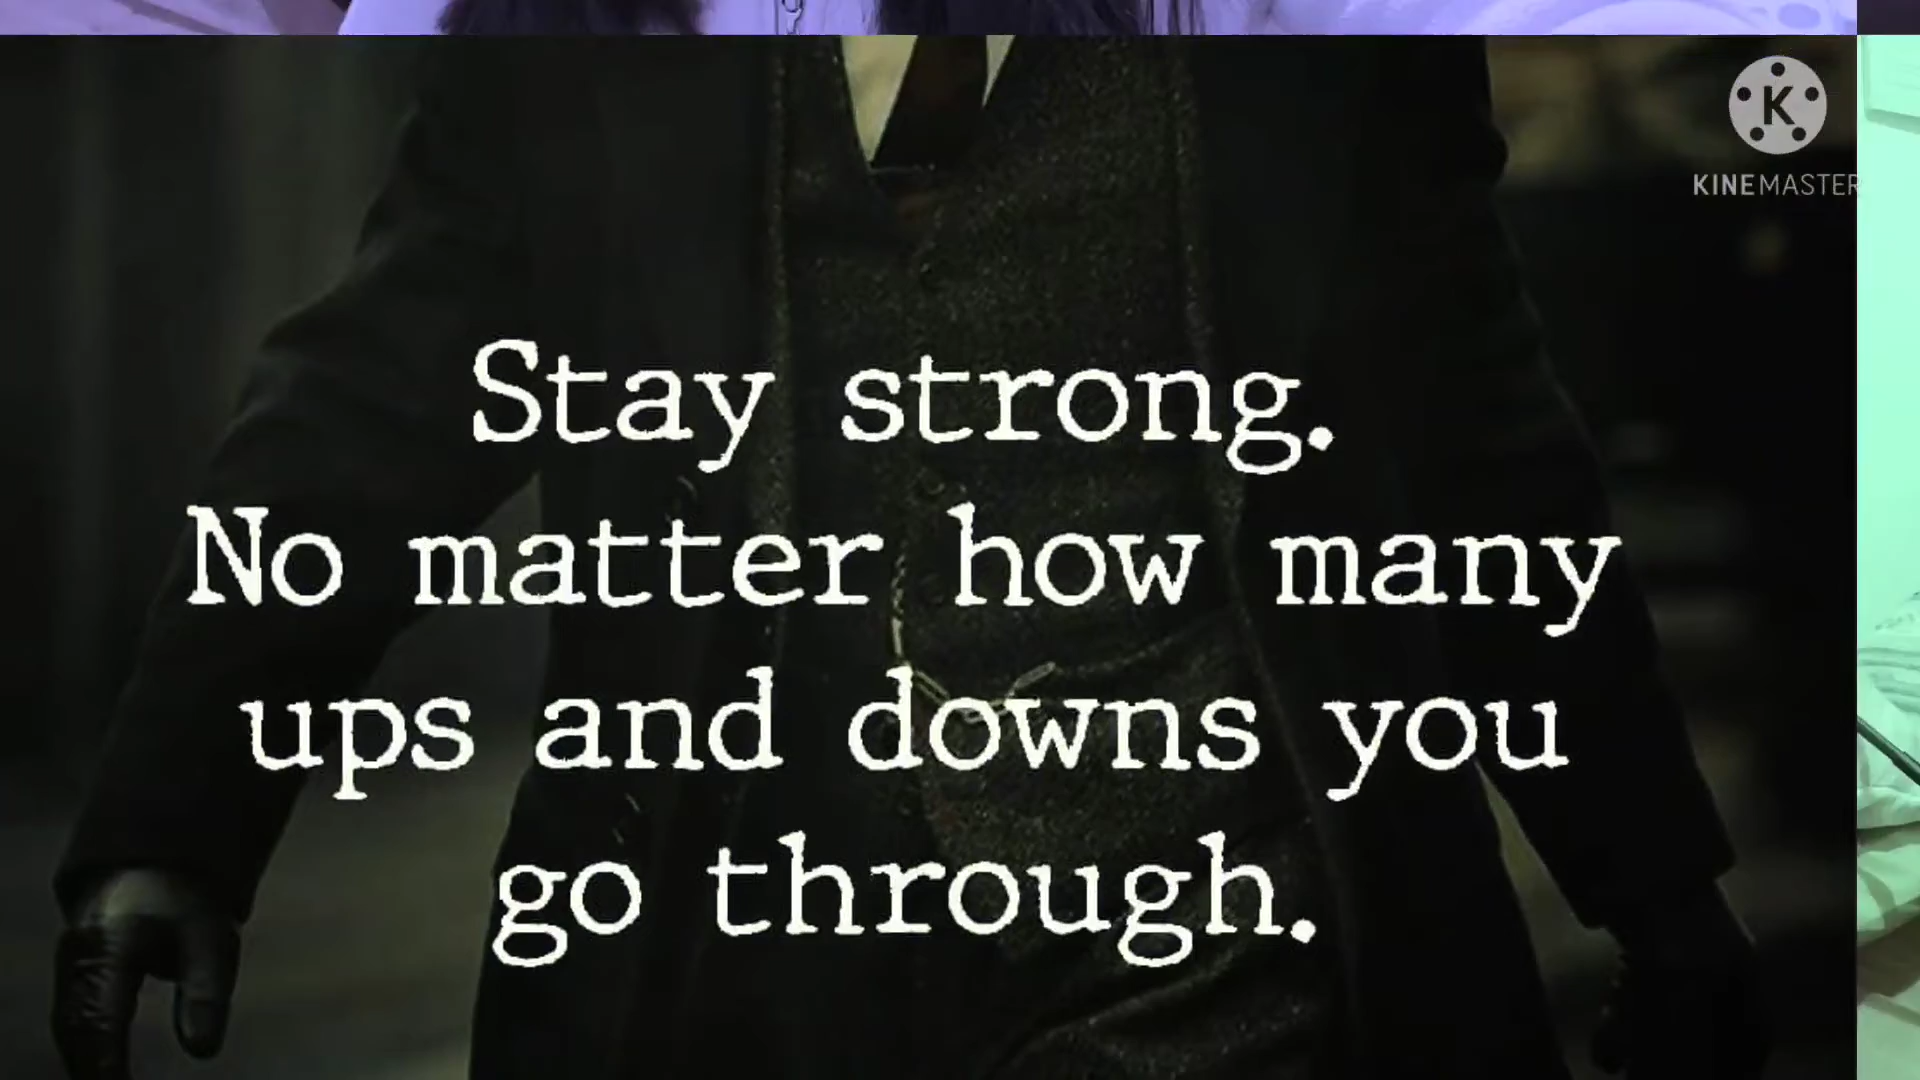 K
KINEMASTER
Stay strong.
No matter how many
ups and downs you
go through.